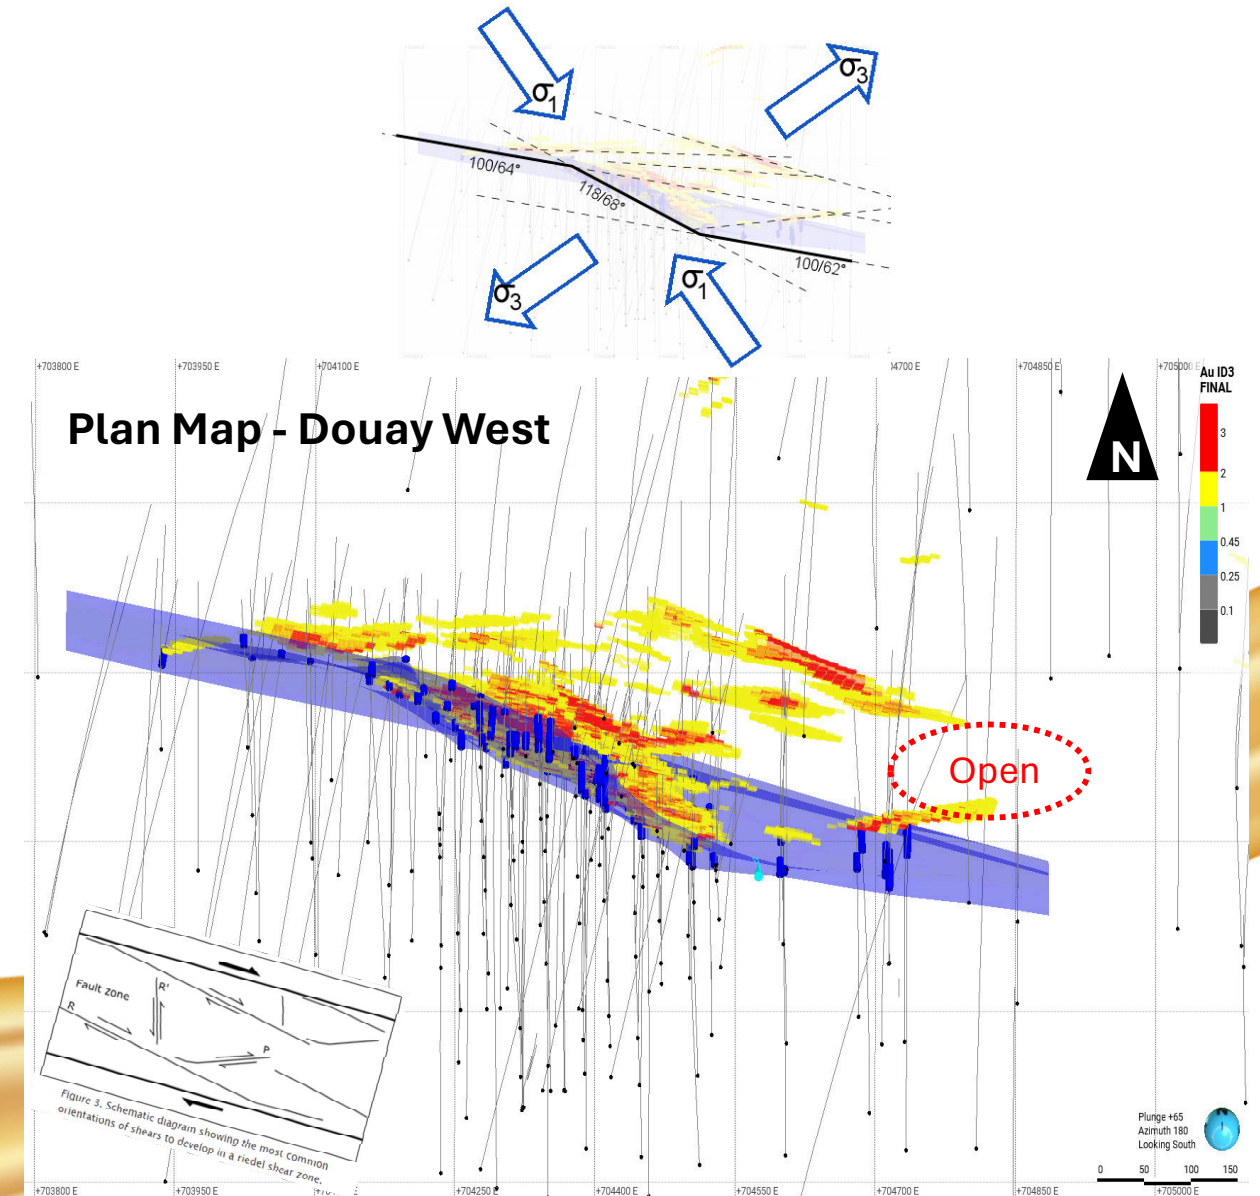 σ1
σ3
100/64°
118/68°
σ3
σ1
100/62°
+703800 E
+703950 E
+704100 E
4700 E
+704850 E
+705000 E
Au ID3
FINAL
3
2
1
0.45
0.25
0.1
Plan Map - Douay West
N
Open
Fault zone
R'
R
P
Figure 3. Schematic diagram showing the most common
orientations of shears to develop in a riedel shear zone.
Plunge +65
Azimuth 180
Looking South
0 50 100 150
+703800 E
+703950 E
+704250 E
+704400 E
+704550 E
+704700 E
+704850 E
+705000 E